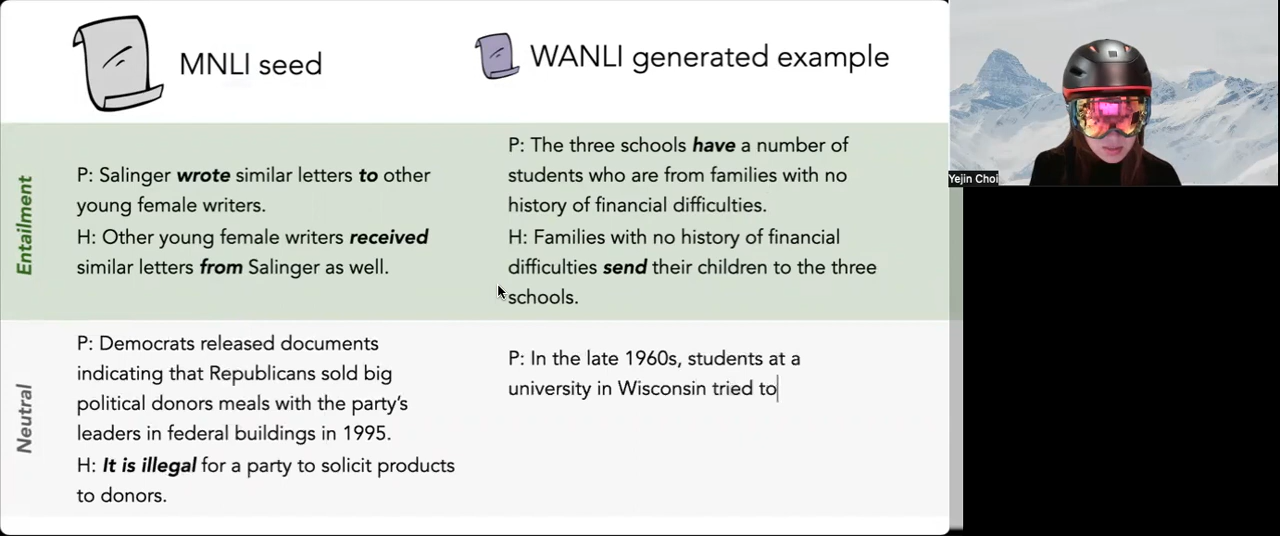 MNLI seed
WANLI generated example
Entailment
P: Salinger wrote similar letters to other
young female writers.
H: Other young female writers received
similar letters from Salinger as well.
P: The three schools have a number of
students who are from families with no
history of financial difficulties.
H: Families with no history of financial
difficulties send their children to the three
schools.
Neutral
P: Democrats released documents
indicating that Republicans sold big
political donors meals with the party's
leaders in federal buildings in 1995.
H: It is illegal for a party to solicit products
to donors.
P: In the late 1960s, students at a
university in Wisconsin tried to
Yejin Choi